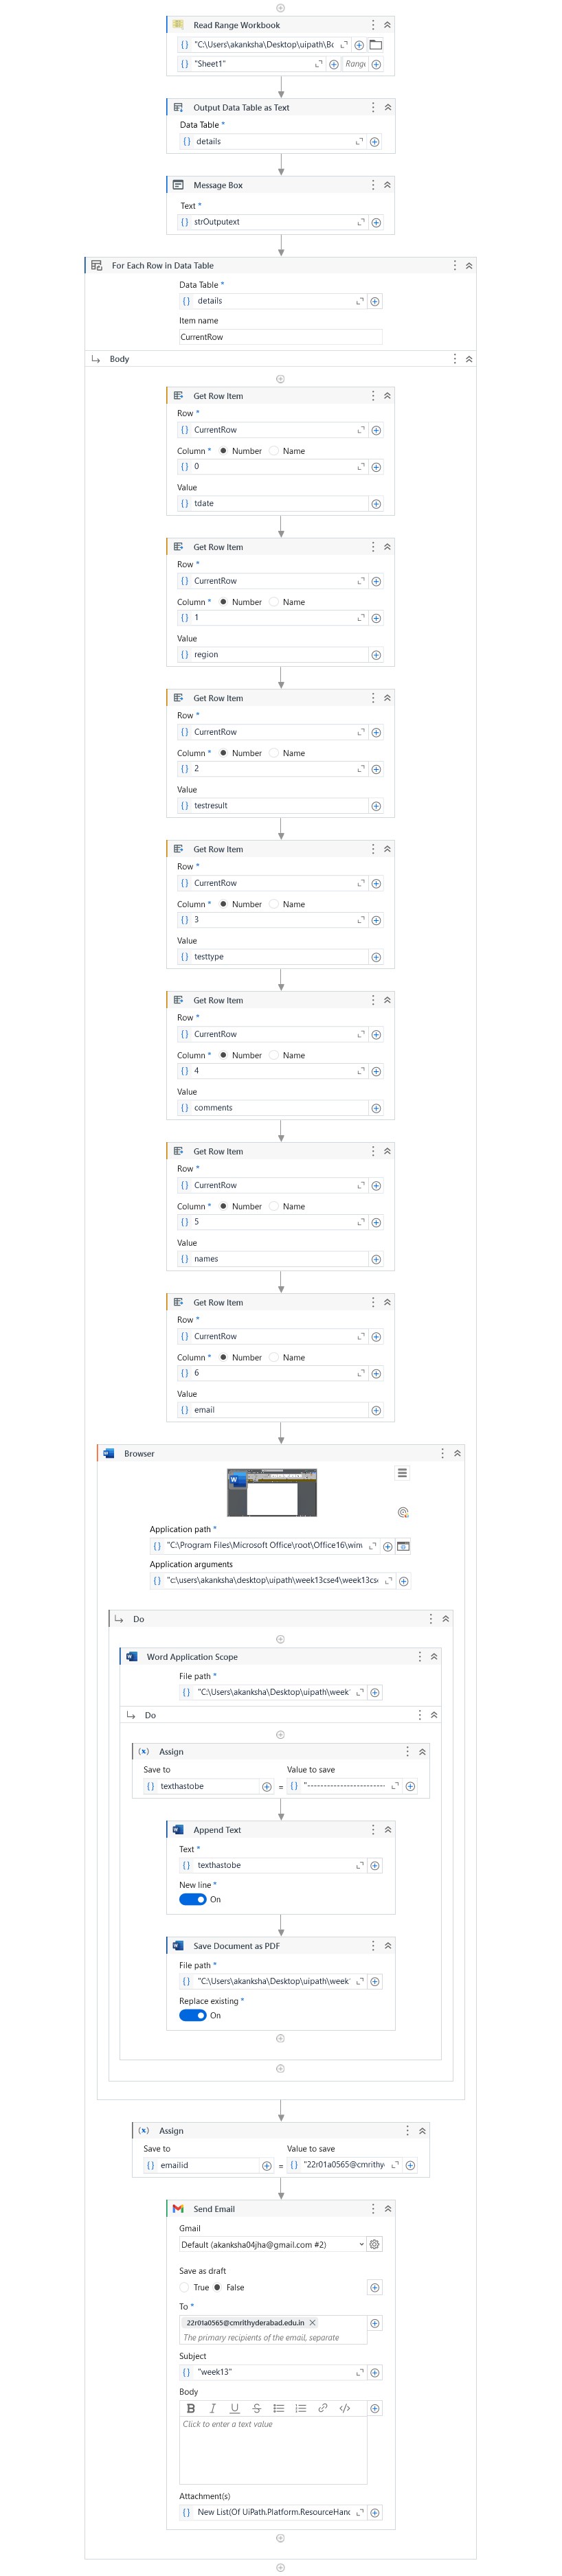 Read Range Workbook
"C:\Users\akanksha\Desktop\uipath\Bc
"Sheet1"
Range
Output Data Table as Text
Data Table *
details
Message Box
Text *
strOutputext
For Each Row in Data Table
Data Table *
details
Item name
CurrentRow
Body
Get Row Item
Row *
CurrentRow
Column * Number Name
0
Value
tdate
Get Row Item
Row *
CurrentRow
Column * Number Name
1
Value
region
Get Row Item
Row *
CurrentRow
Column * Number Name
2
Value
testresult
Get Row Item
Row *
CurrentRow
Column * Number Name
3
Value
testtype
Get Row Item
Row *
CurrentRow
Column * Number Name
4
Value
comments
Get Row Item
Row *
CurrentRow
Column * Number Name
5
Value
names
Get Row Item
Row *
CurrentRow
Column * Number Name
6
Value
email
Browser
Application path *
"C:\Program Files\Microsoft Office\root\Office16\win
Application arguments
"c:\users\akanksha\desktop\uipath\week13cse4\week13cse
Do
Word Application Scope
File path *
"C:\Users\akanksha\Desktop\uipath\week
Do
Assign
Save to Value to save
texthastobe = "------------------------
Append Text
Text *
texthastobe
New line *
On
Save Document as PDF
File path *
"C:\Users\akanksha\Desktop\uipath\week
Replace existing *
On
Assign
Save to Value to save
emailid = "22r01a0565@cmrithy
Send Email
Gmail
Default (akanksha04jha@gmail.com #2)
Save as draft
True False
To *
22r01a0565@cmrithyderabad.edu.in
The primary recipients of the email, separate
Subject
"week13"
Body
B I U S
Click to enter a text value
Attachment(s)
New List(Of UiPath.Platform.ResourceHanc